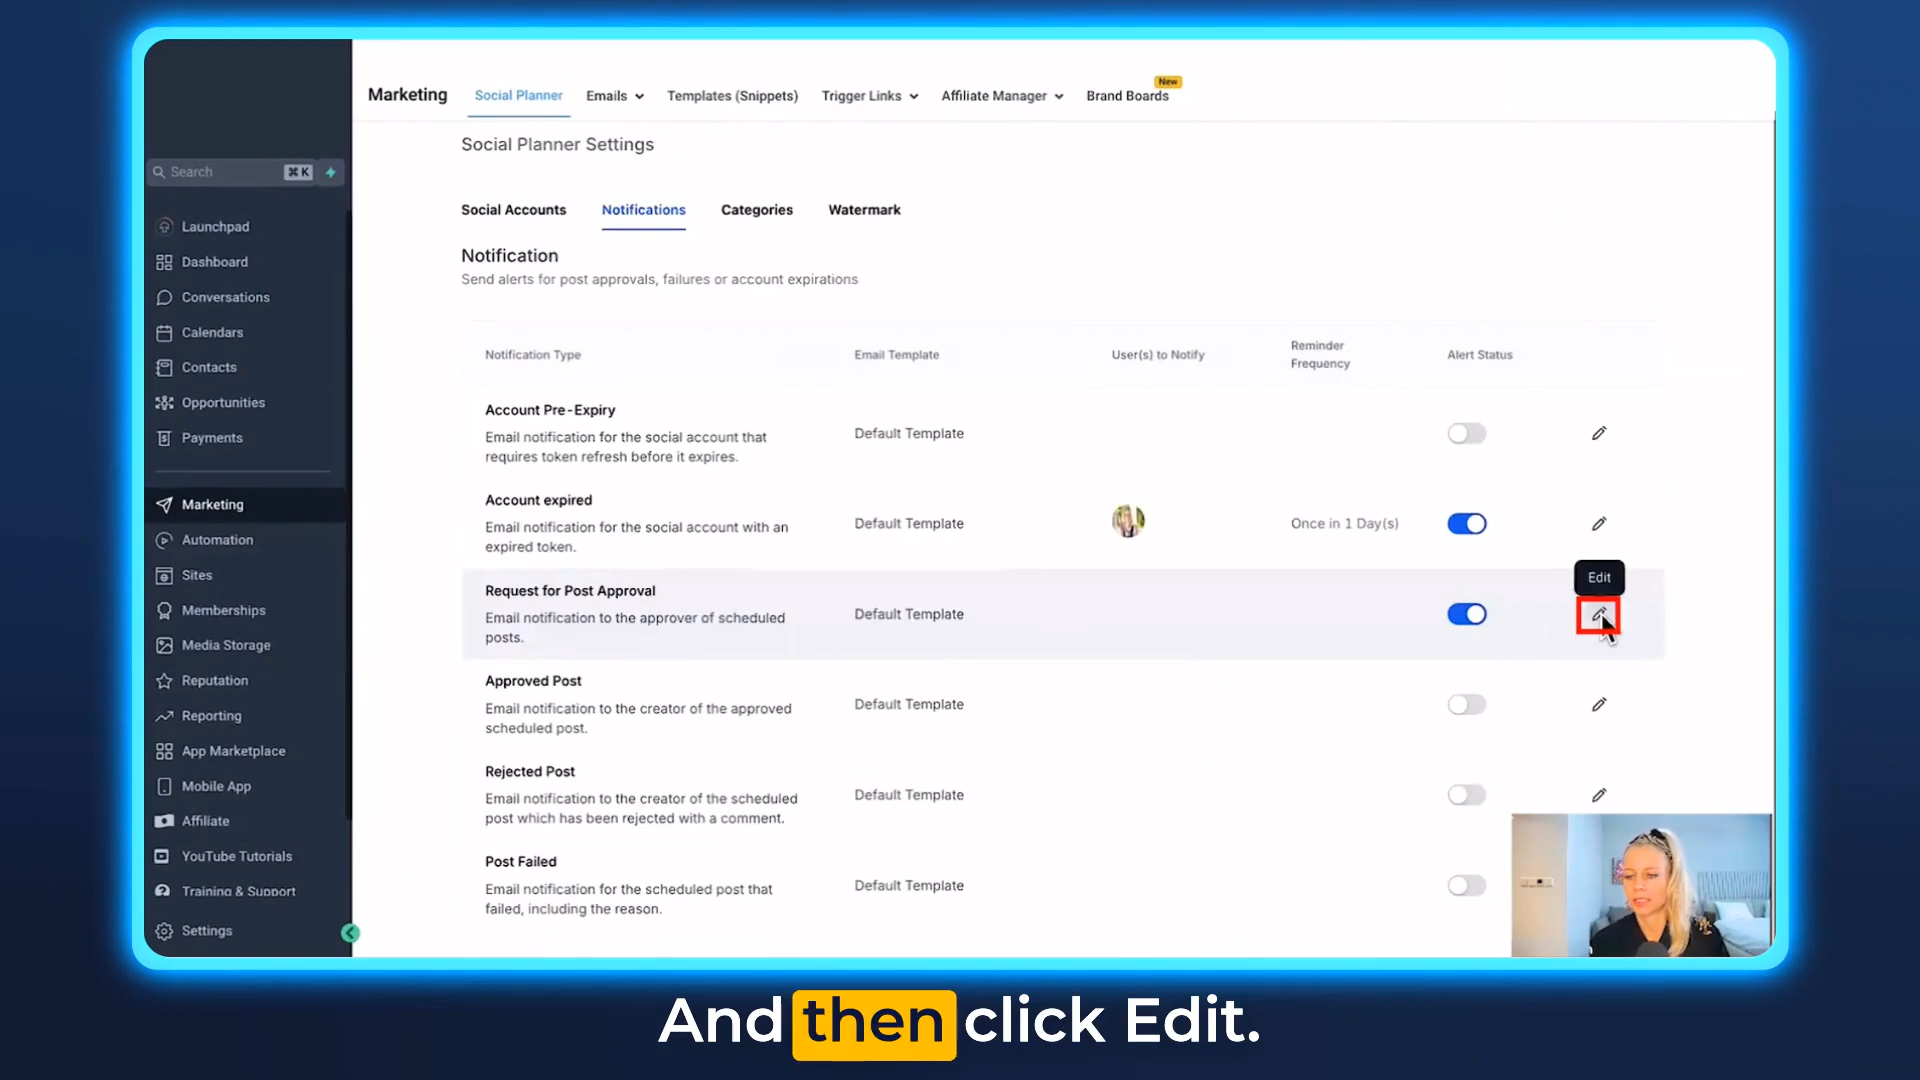 Marketing
Social Planner
Emails
Templates (Snippets)
Trigger Links
Affiliate Manager
Brand Boards
New
Search
⌘ K
Launchpad
Dashboard
Conversations
Calendars
Contacts
Opportunities
Payments
Marketing
Automation
Sites
Memberships
Media Storage
Reputation
Reporting
App Marketplace
Mobile App
Affiliate
YouTube Tutorials
Training & Support
Settings
Social Planner Settings
Social Accounts
Notifications
Categories
Watermark
Notification
Send alerts for post approvals, failures or account expirations
Notification Type
Email Template
User(s) to Notify
Reminder
Frequency
Alert Status
Account Pre-Expiry
Email notification for the social account that
requires token refresh before it expires.
Default Template
Account expired
Email notification for the social account with an
expired token.
Default Template
Once in 1 Day(s)
Edit
Request for Post Approval
Email notification to the approver of scheduled
posts.
Default Template
Approved Post
Email notification to the creator of the approved
scheduled post.
Default Template
Rejected Post
Email notification to the creator of the scheduled
post which has been rejected with a comment.
Default Template
Post Failed
Email notification for the scheduled post that
failed, including the reason.
Default Template
And then click Edit.